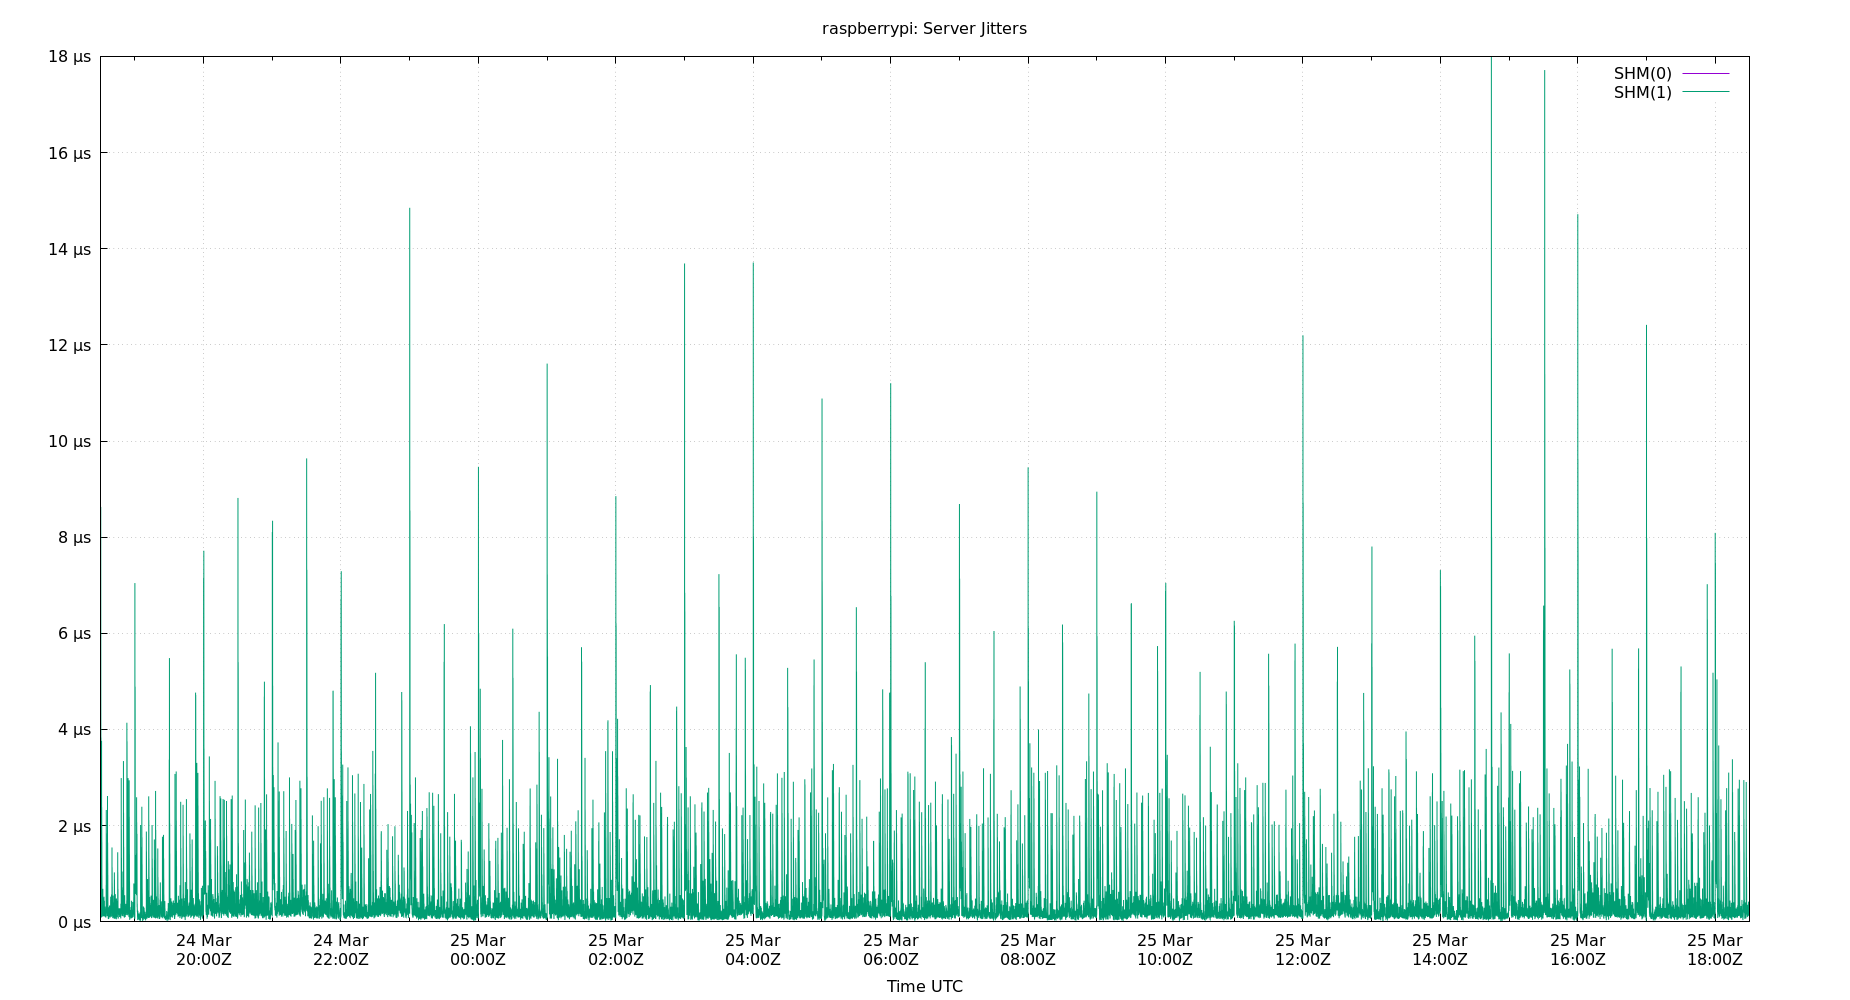 raspberrypi: Server Jitters
18 µs
16 µs
14 µs
12 µs
10 µs
8 µs
6 µs
4 µs
2 µs
0 µs
SHM(0)
SHM(1)
24 Mar 24 Mar 25 Mar 25 Mar 25 Mar 25 Mar 25 Mar 25 Mar 25 Mar 25 Mar 25 Mar 25 Mar
20:00Z 22:00Z 00:00Z 02:00Z 04:00Z 06:00Z 08:00Z 10:00Z 12:00Z 14:00Z 16:00Z 18:00Z
Time UTC